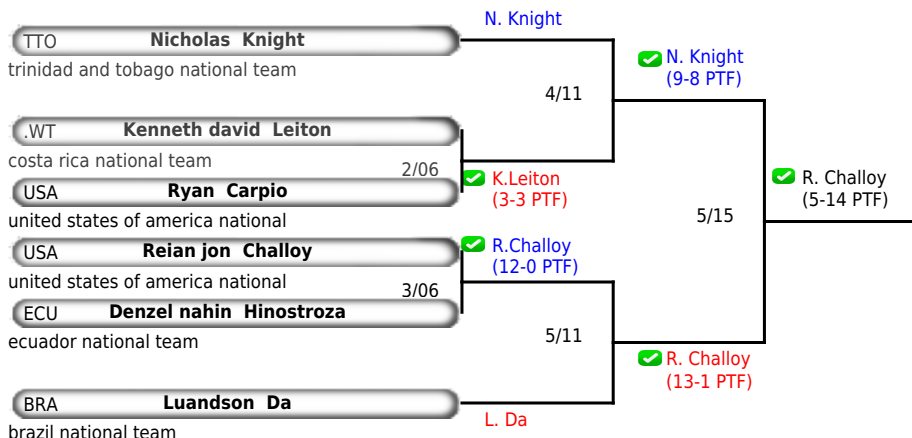 N. Knight
TTO Nicholas Knight
trinidad and tobago national team
N. Knight
(9-8 PTF)
4/11
.WT Kenneth david Leiton
costa rica national team
2/06
K.Leiton
(3-3 PTF)
USA Ryan Carpio
united states of america national
R. Challoy
(5-14 PTF)
5/15
USA Reian jon Challoy
united states of america national
R.Challoy
(12-0 PTF)
3/06
ECU Denzel nahin Hinostroza
ecuador national team
5/11
R. Challoy
(13-1 PTF)
BRA Luandson Da
L. Da
brazil national team